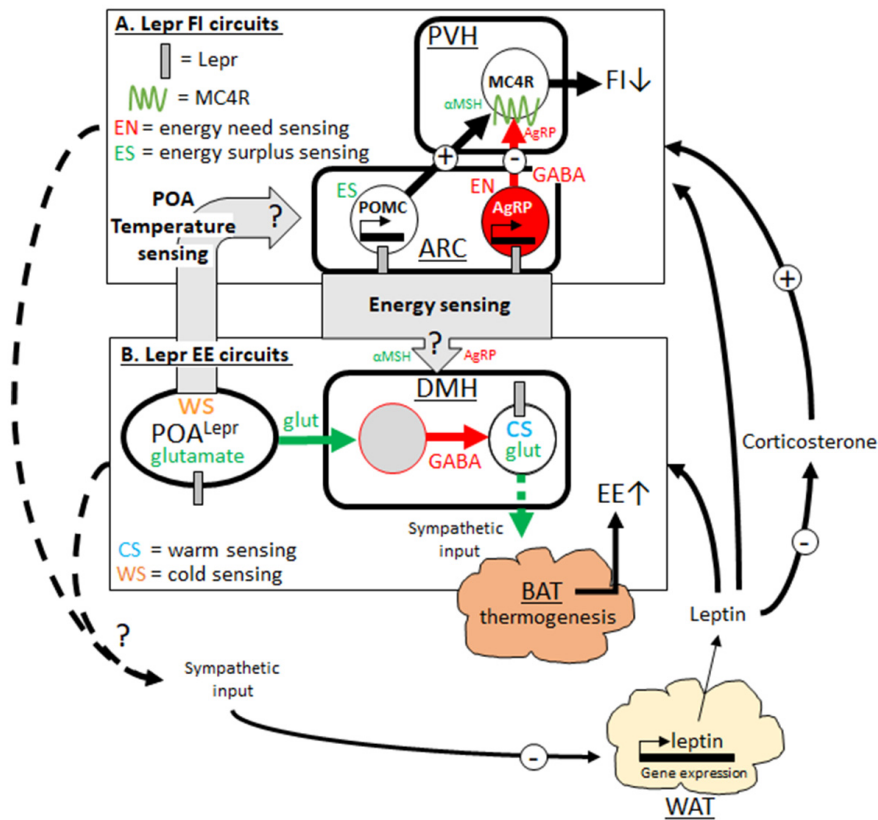 A. Lepr FI circuits
= Lepr
= MC4R
EN = energy need sensing
ES = energy surplus sensing
PVH
MC4R
αMSH
AgRP
FI↓
+
-
GABA
ES
EN
POMC
AgRP
ARC
POA
Temperature
sensing
?
Energy sensing
?
αMSH
AgRP
B. Lepr EE circuits
WS
POA Lepr
glutamate
glut
DMH
GABA
CS
glut
CS = warm sensing
WS = cold sensing
Sympathetic
input
EE↑
BAT
thermogenesis
+
Corticosterone
-
Leptin
?
Sympathetic
input
-
leptin
Gene expression
WAT